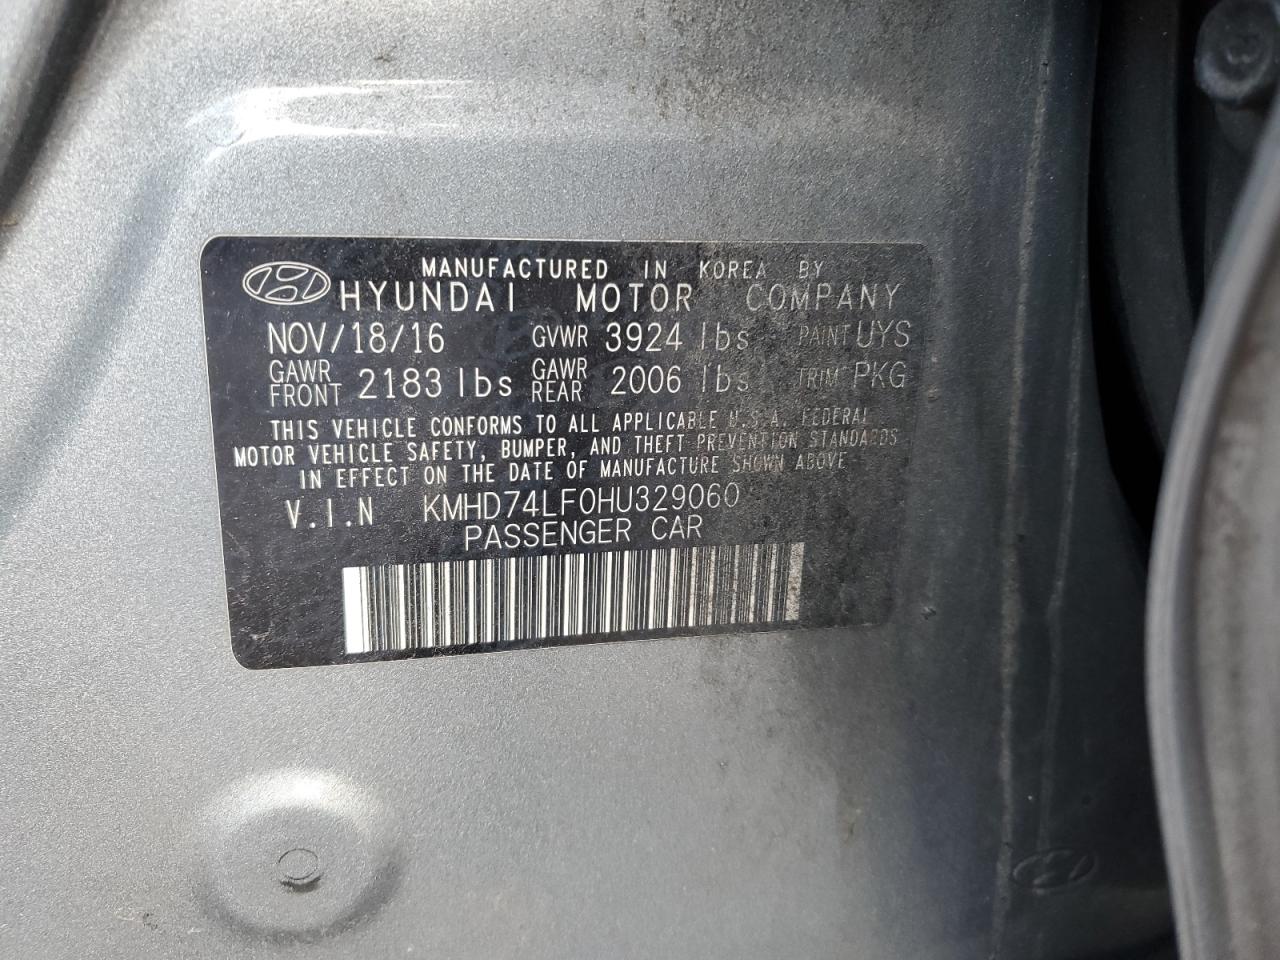 MANUFACTURED IN KOREA BY
HYUNDAI MOTOR COMPANY
NOV/18/16 GVWR 3924 lbs PAINT UYS
GAWR FRONT 2183 lbs GAWR REAR 2006 lbs TRIM PKG
THIS VEHICLE CONFORMS TO ALL APPLICABLE U.S.A. FEDERAL
MOTOR VEHICLE SAFETY, BUMPER, AND THEFT PREVENTION STANDARDS
IN EFFECT ON THE DATE OF MANUFACTURE SHOWN ABOVE
V.I.N KMHD74LF0HU329060
PASSENGER CAR